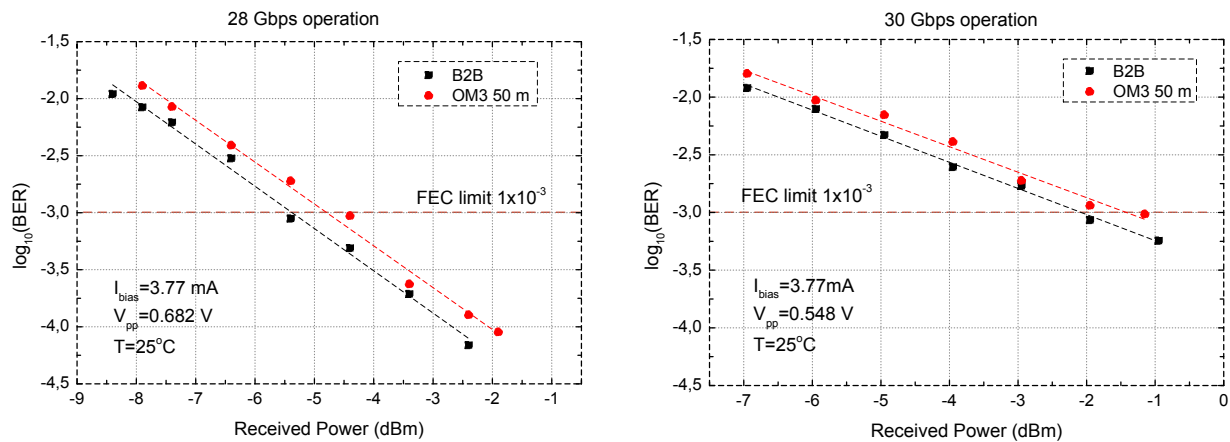 28 Gbps operation
-1,5
-2,0
-2,5
-3,0
-3,5
-4,0
-4,5
log10(BER)
B2B
OM3 50 m
FEC limit 1x10-3
Ibias=3.77 mA
Vpp=0.682 V
T=25oC
-9 -8 -7 -6 -5 -4 -3 -2 -1
Received Power (dBm)
30 Gbps operation
-1,5
-2,0
-2,5
-3,0
-3,5
-4,0
-4,5
log10(BER)
B2B
OM3 50 m
FEC limit 1x10-3
Ibias=3.77mA
Vpp=0.548 V
T=25oC
-7 -6 -5 -4 -3 -2 -1 0
Received Power (dBm)